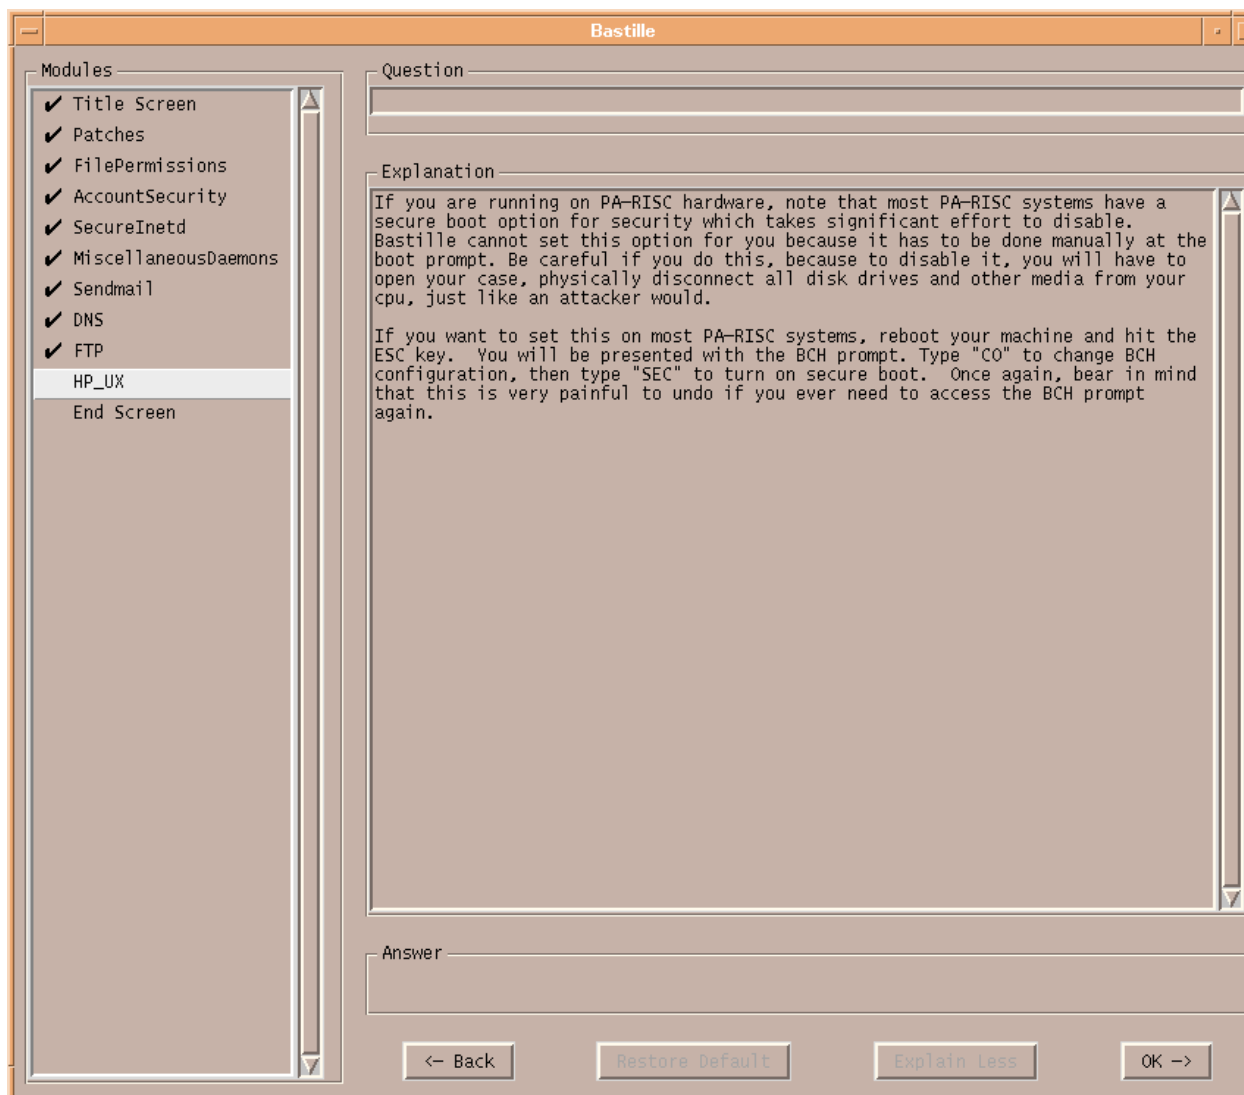 Bastille
Modules
Title Screen
Patches
FilePermissions
AccountSecurity
SecureInetd
MiscellaneousDaemons
Sendmail
DNS
FTP
HP_UX
End Screen
Question
Explanation
If you are running on PA-RISC hardware, note that most PA-RISC systems have a
secure boot option for security which takes significant effort to disable.
Bastille cannot set this option for you because it has to be done manually at the
boot prompt. Be careful if you do this, because to disable it, you will have to
open your case, physically disconnect all disk drives and other media from your
cpu, just like an attacker would.
If you want to set this on most PA-RISC systems, reboot your machine and hit the
ESC key.  You will be presented with the BCH prompt. Type "CO" to change BCH
configuration, then type "SEC" to turn on secure boot.  Once again, bear in mind
that this is very painful to undo if you ever need to access the BCH prompt
again.
Answer
<- Back
Restore Default
Explain Less
OK ->